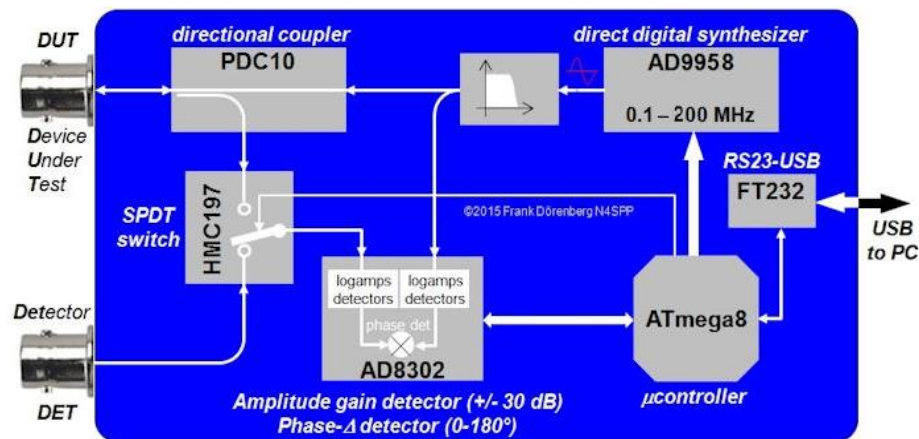 DUT
directional coupler
PDC10
direct digital synthesizer
AD9958
0.1 – 200 MHz
Device
Under
Test
RS23-USB
FT232
SPDT
switch
HMC197
©2015 Frank Dörenberg N4SPP
USB
to PC
logamps
detectors
logamps
detectors
phase det
AD8302
ATmega8
Detector
DET
Amplitude gain detector (+/- 30 dB)
Phase-Δ detector (0-180°)
µcontroller